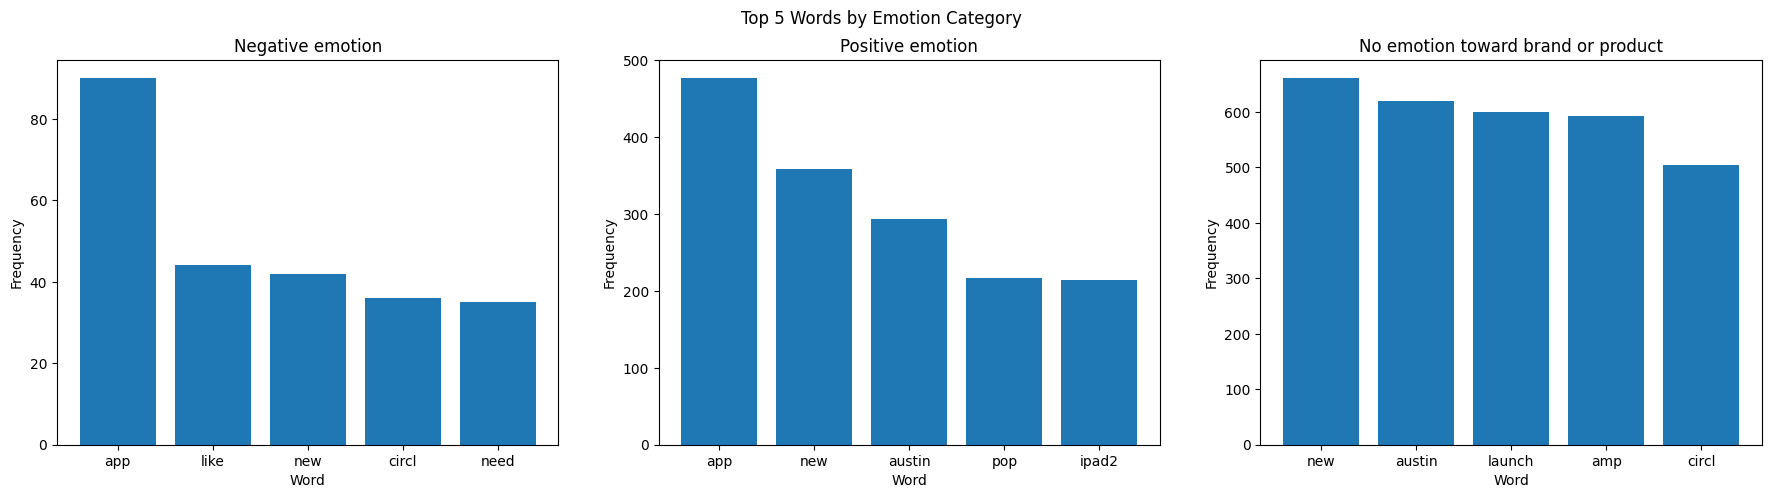 Top 5 Words by Emotion Category
Negative emotion
Frequency
80
60
40
20
0
app like new circl need
Word
Positive emotion
Frequency
500
400
300
200
100
0
app new austin pop ipad2
Word
No emotion toward brand or product
Frequency
600
500
400
300
200
100
0
new austin launch amp circl
Word